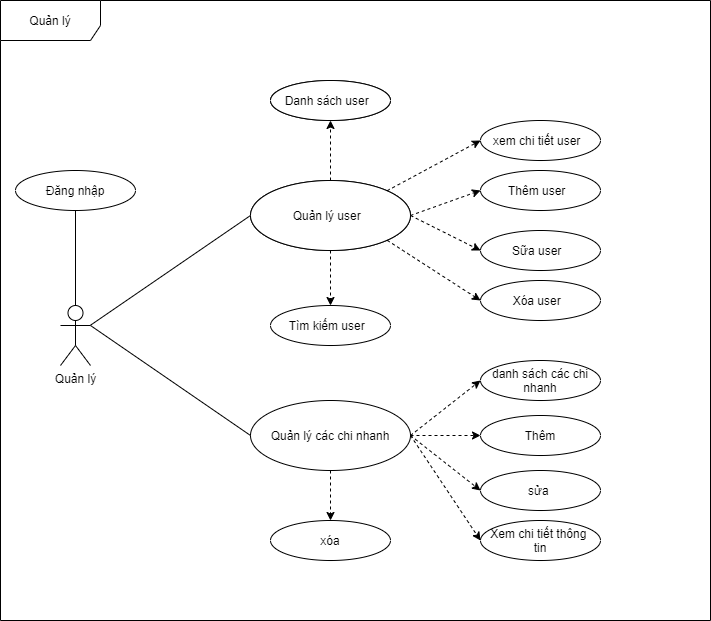 Quản lý
Danh sách user
xem chi tiết user
Đăng nhập
Thêm user
Quản lý user
Sữa user
Xóa user
Tìm kiếm user
Quản lý
danh sách các chi
nhanh
Quản lý các chi nhanh
Thêm
sửa
xóa
Xem chi tiết thông
tin